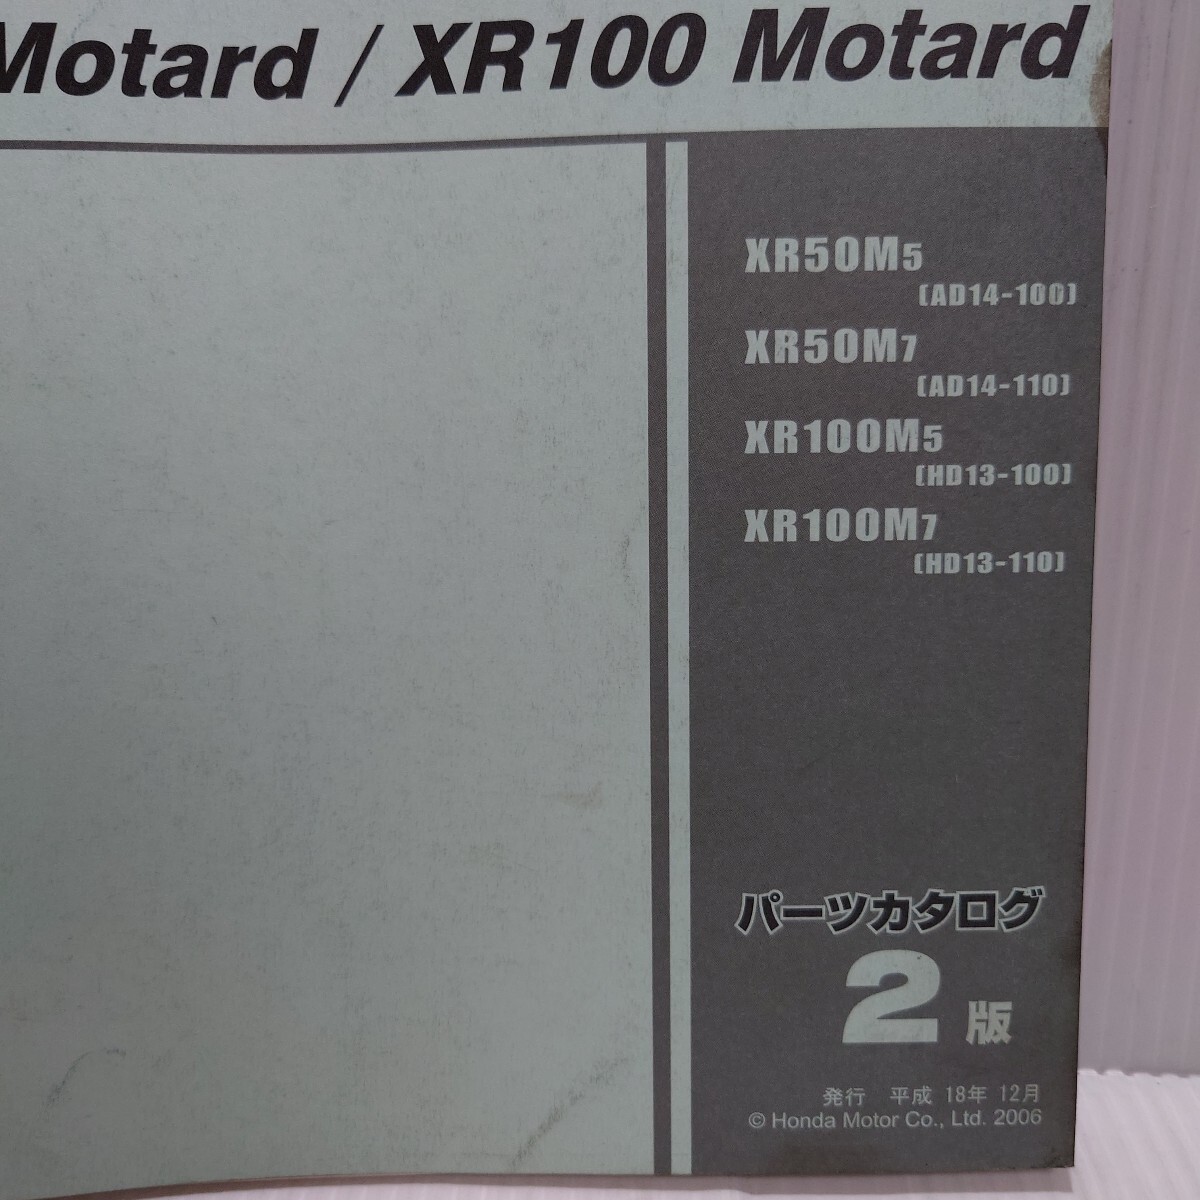 Motard / XR100 Motard
XR50M5
(AD14-100)
XR50M7
(AD14-110)
XR100M5
(HD13-100)
XR100M7
(HD13-110)
パーツカタログ
2版
発行 平成 18年 12月
© Honda Motor Co., Ltd. 2006